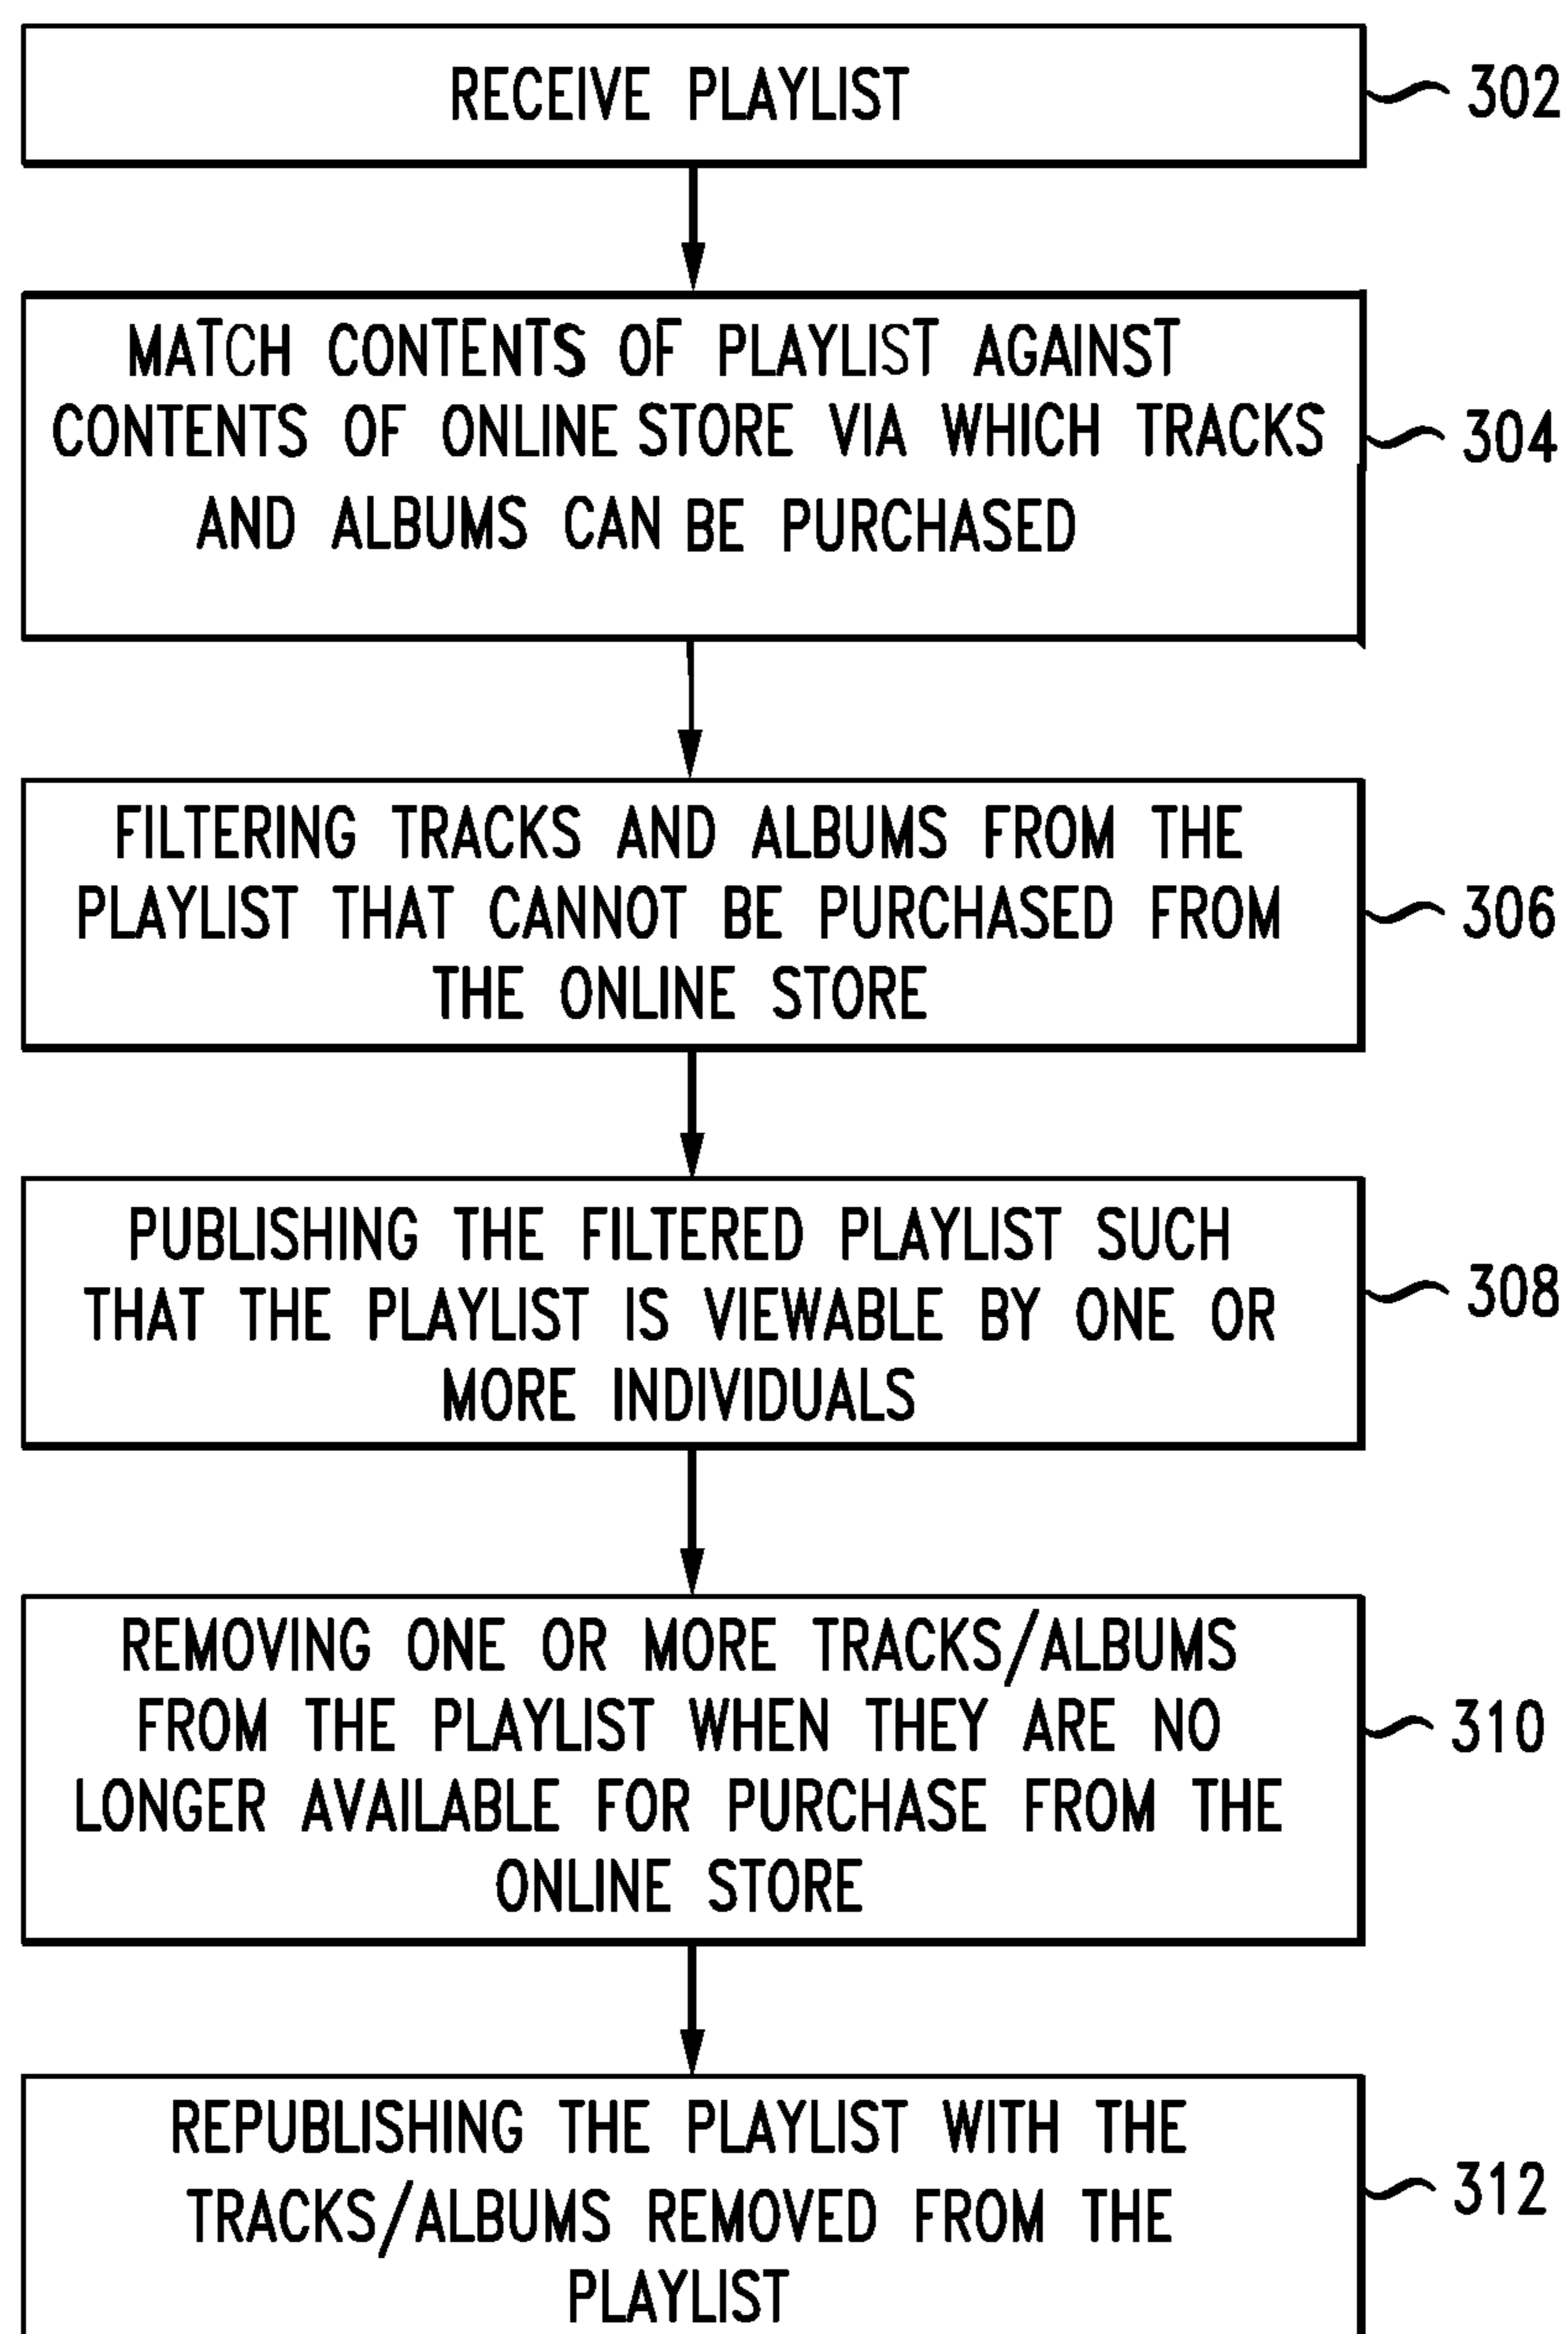 RECEIVE PLAYLIST
302
MATCH CONTENTS OF PLAYLIST AGAINST
CONTENTS OF ONLINE STORE VIA WHICH TRACKS
AND ALBUMS CAN BE PURCHASED
304
FILTERING TRACKS AND ALBUMS FROM THE
PLAYLIST THAT CANNOT BE PURCHASED FROM
THE ONLINE STORE
306
PUBLISHING THE FILTERED PLAYLIST SUCH
THAT THE PLAYLIST IS VIEWABLE BY ONE OR
MORE INDIVIDUALS
308
REMOVING ONE OR MORE TRACKS/ALBUMS
FROM THE PLAYLIST WHEN THEY ARE NO
LONGER AVAILABLE FOR PURCHASE FROM THE
ONLINE STORE
310
REPUBLISHING THE PLAYLIST WITH THE
TRACKS/ALBUMS REMOVED FROM THE
PLAYLIST
312